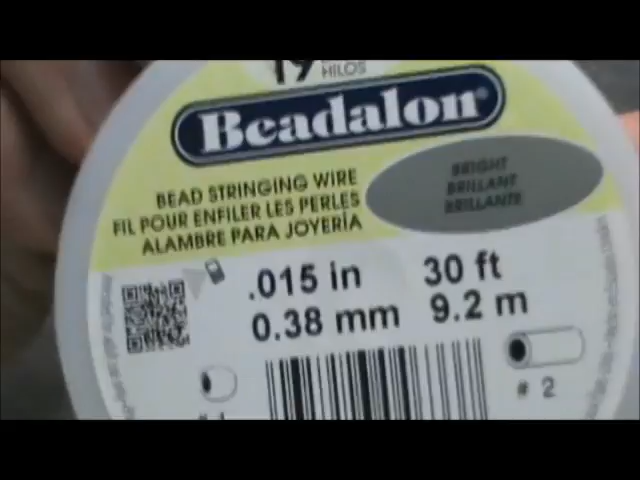 19 HILOS
Beadalon®
BEAD STRINGING WIRE
FIL POUR ENFILER LES PERLES
ALAMBRE PARA JOYERÍA
BRIGHT
BRILLANT
BRILLANTE
.015 in
0.38 mm
30 ft
9.2 m
# 2